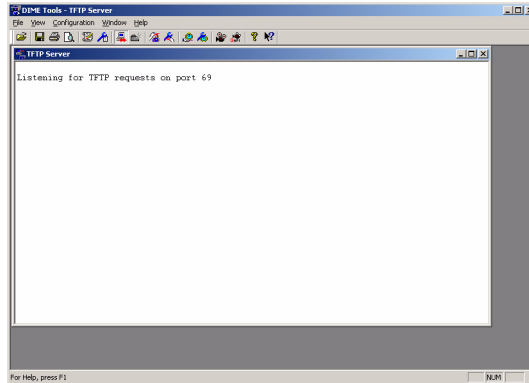 DIME Tools - TFTP Server
File View Configuration Window Help
TFTP Server
Listening for TFTP requests on port 69
For Help, press F1
NUM